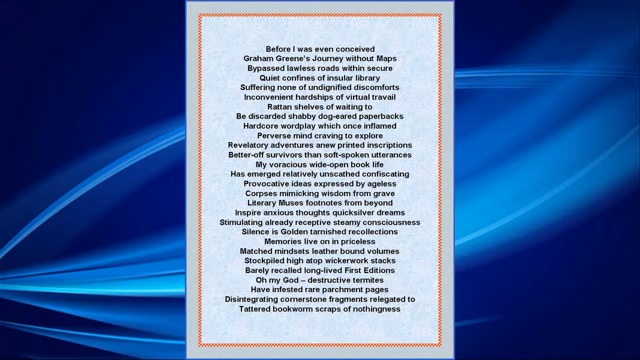 Before I was even conceived
Graham Greene's Journey without Maps
Bypassed lawless roads within secure
Quiet confines of insular library
Suffering none of undignified discomforts
Inconvenient hardships of virtual travail
Rattan shelves of waiting to
Be discarded shabby dog-eared paperbacks
Hardcore wordplay which once inflamed
Perverse mind craving to explore
Revelatory adventures anew printed inscriptions
Better-off survivors than soft-spoken utterances
My voracious wide-open book life
Has emerged relatively unscathed confiscating
Provocative ideas expressed by ageless
Corpses mimicking wisdom from grave
Literary Muses footnotes from beyond
Inspire anxious thoughts quicksilver dreams
Stimulating already receptive steamy consciousness
Silence is Golden tarnished recollections
Memories live on in priceless
Matched mindsets leather bound volumes
Stockpiled high atop wickerwork stacks
Barely recalled long-lived First Editions
Oh my God – destructive termites
Have infested rare parchment pages
Disintegrating cornerstone fragments relegated to
Tattered bookworm scraps of nothingness